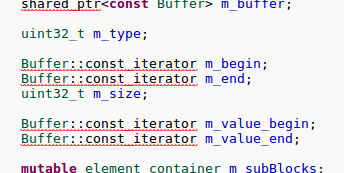 shared_ptr<const Buffer> m_buffer;
uint32_t m_type;
Buffer::const_iterator m_begin;
Buffer::const_iterator m_end;
uint32_t m_size;
Buffer::const_iterator m_value_begin;
Buffer::const_iterator m_value_end;
mutable element_container m_subBlocks;